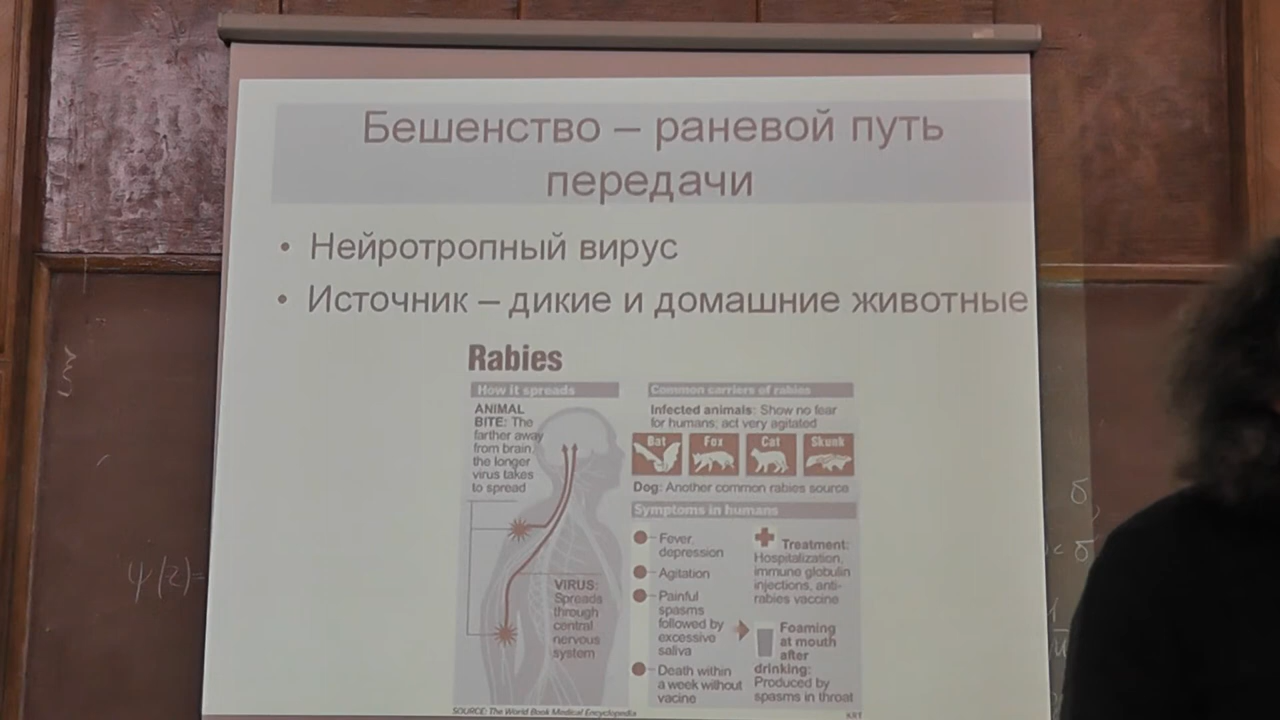 Бешенство – раневой путь
передачи
• Нейротропный вирус
• Источник – дикие и домашние животные
Rabies
How it spreads
ANIMAL
BITE: The
farther away
from brain,
the longer
virus takes
to spread
VIRUS:
Spreads
through
central
nervous
system
Common carriers of rabies
Infected animals: Show no fear
for humans; act very agitated
Bat
Fox
Cat
Skunk
Dog: Another common rabies source
Symptoms in humans
Fever,
depression
Agitation
Painful
spasms
followed by
excessive
saliva
Death within
a week without
vacine
Treatment:
Hospitalization,
immune globulin
injections, anti-
rabies vaccine
Foaming
at mouth
after
drinking:
Produced by
spasms in throat
SOURCE: The World Book Medical Encyclopedia
KRT
ψ(z)=